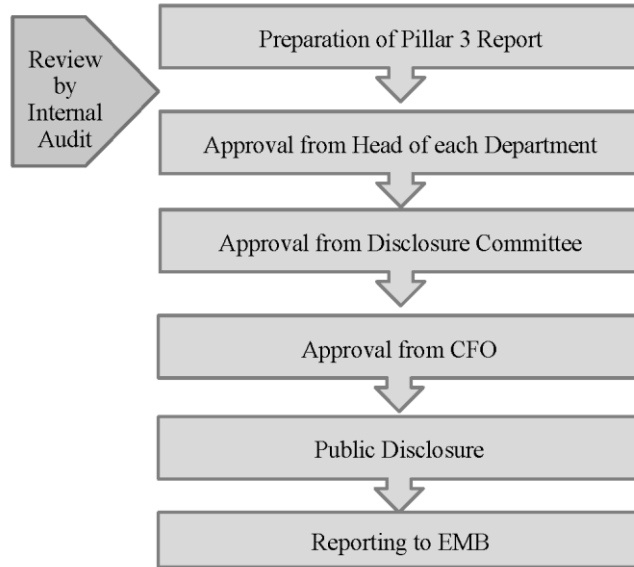 Preparation of Pillar 3 Report
Review
by
Internal
Audit
Approval from Head of each Department
Approval from Disclosure Committee
Approval from CFO
Public Disclosure
Reporting to EMB